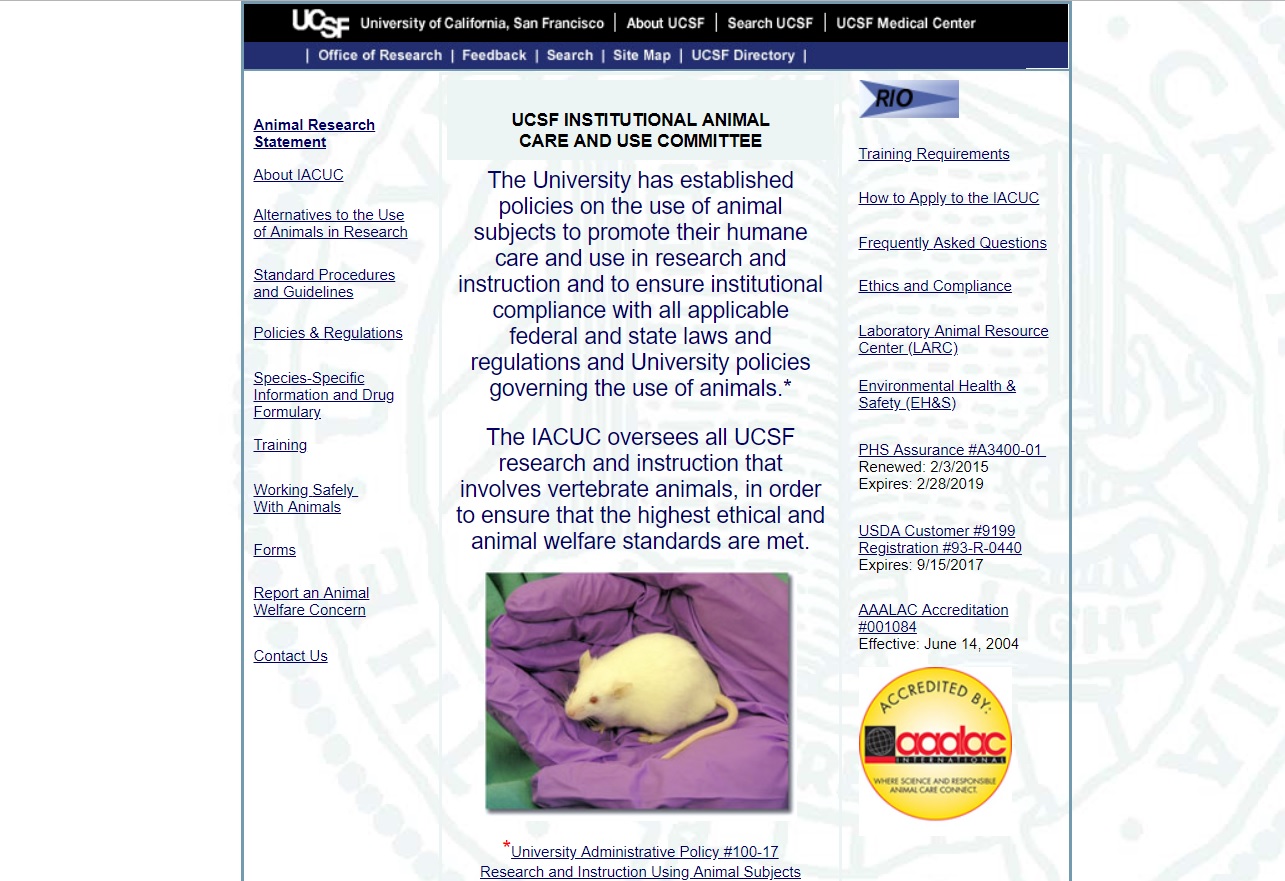 UCSF University of California, San Francisco | About UCSF | Search UCSF | UCSF Medical Center
| Office of Research | Feedback | Search | Site Map | UCSF Directory |
Animal Research
Statement
About IACUC
Alternatives to the Use
of Animals in Research
Standard Procedures
and Guidelines
Policies & Regulations
Species-Specific
Information and Drug
Formulary
Training
Working Safely
With Animals
Forms
Report an Animal
Welfare Concern
Contact Us
UCSF INSTITUTIONAL ANIMAL
CARE AND USE COMMITTEE
The University has established
policies on the use of animal
subjects to promote their humane
care and use in research and
instruction and to ensure institutional
compliance with all applicable
federal and state laws and
regulations and University policies
governing the use of animals.*
The IACUC oversees all UCSF
research and instruction that
involves vertebrate animals, in order
to ensure that the highest ethical and
animal welfare standards are met.
*University Administrative Policy #100-17
Research and Instruction Using Animal Subjects
RIO
Training Requirements
How to Apply to the IACUC
Frequently Asked Questions
Ethics and Compliance
Laboratory Animal Resource
Center (LARC)
Environmental Health &
Safety (EH&S)
PHS Assurance #A3400-01
Renewed: 2/3/2015
Expires: 2/28/2019
USDA Customer #9199
Registration #93-R-0440
Expires: 9/15/2017
AAALAC Accreditation
#001084
Effective: June 14, 2004
ACCREDITED BY:
aaalac
INTERNATIONAL
WHERE SCIENCE AND RESPONSIBLE
ANIMAL CARE CONNECT.